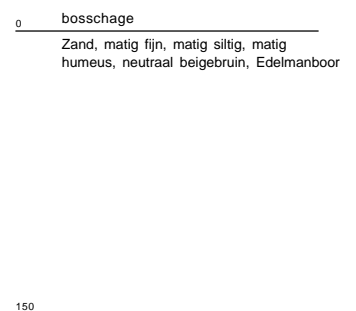 0 bosschage
Zand, matig fijn, matig siltig, matig
humeus, neutraal beigebruin, Edelmanboor
150